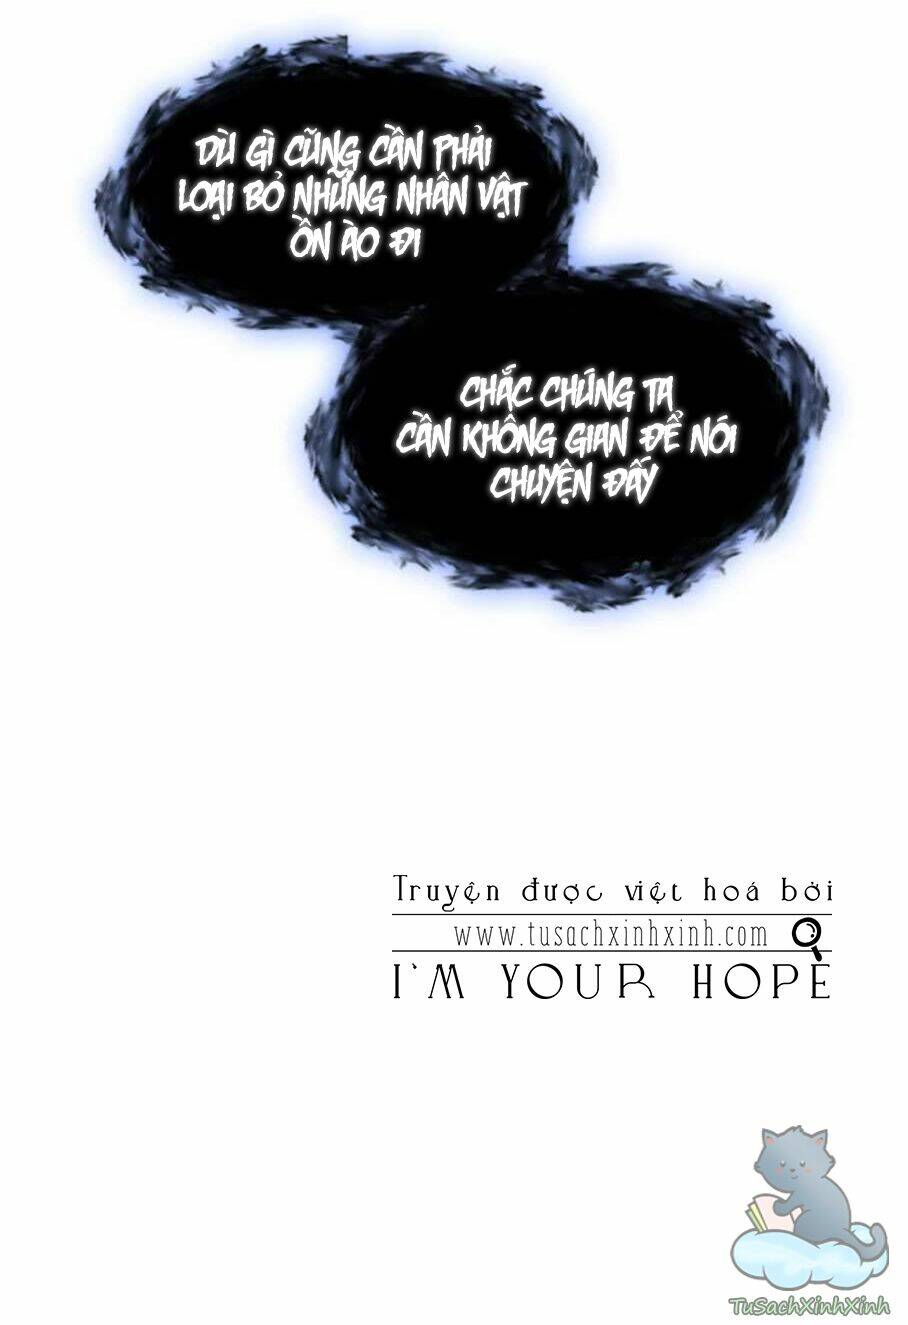 DÙ GÌ CŨNG CẦN PHẢI
LOẠI BỎ NHỮNG NHÂN VẬT
ỒN ÀO ĐI
CHẮC CHÚNG TA
CẦN KHÔNG GIAN ĐỂ NÓI
CHUYỆN ĐẤY
Truyện được việt hoá bởi
www.tusachxinhxinh.com
I'M YOUR HOPE
TuSachXinhXinh